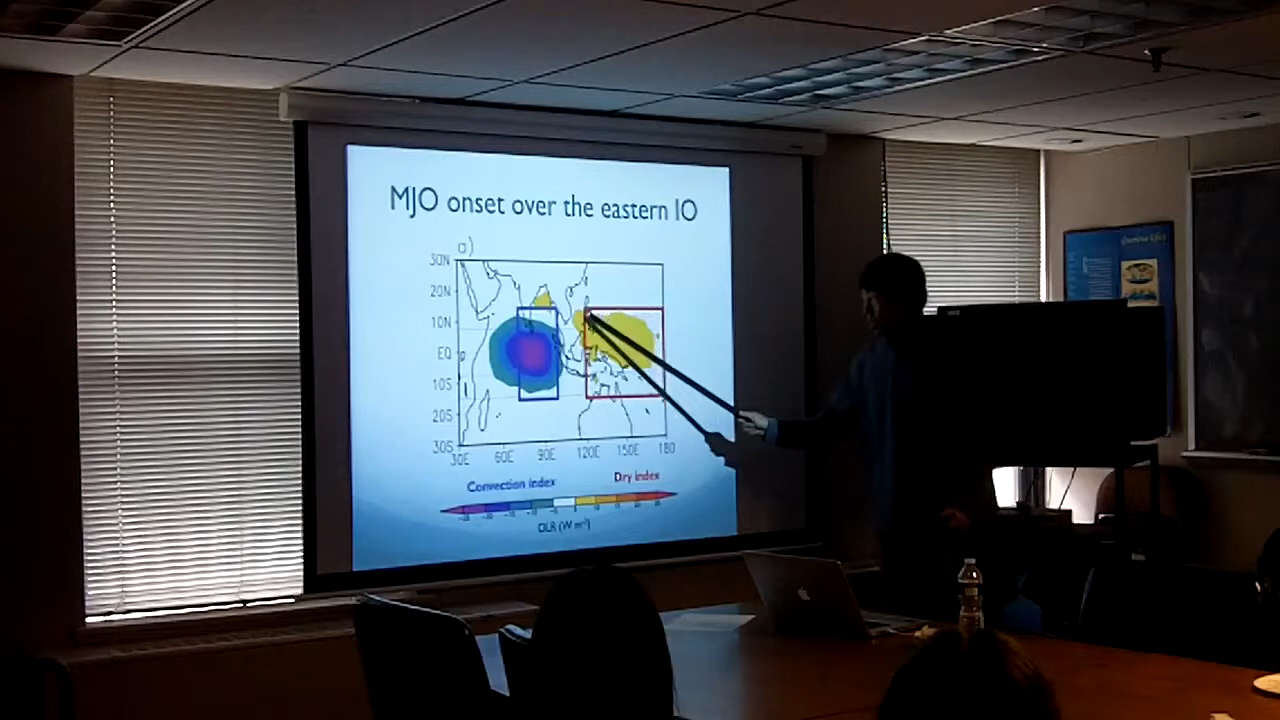 MJO onset over the eastern IO
a)
30N
20N
10N
EQ
10S
20S
30S
30E 60E 90E 120E 150E 180
Convection index
Dry index
OLR (W m⁻²)